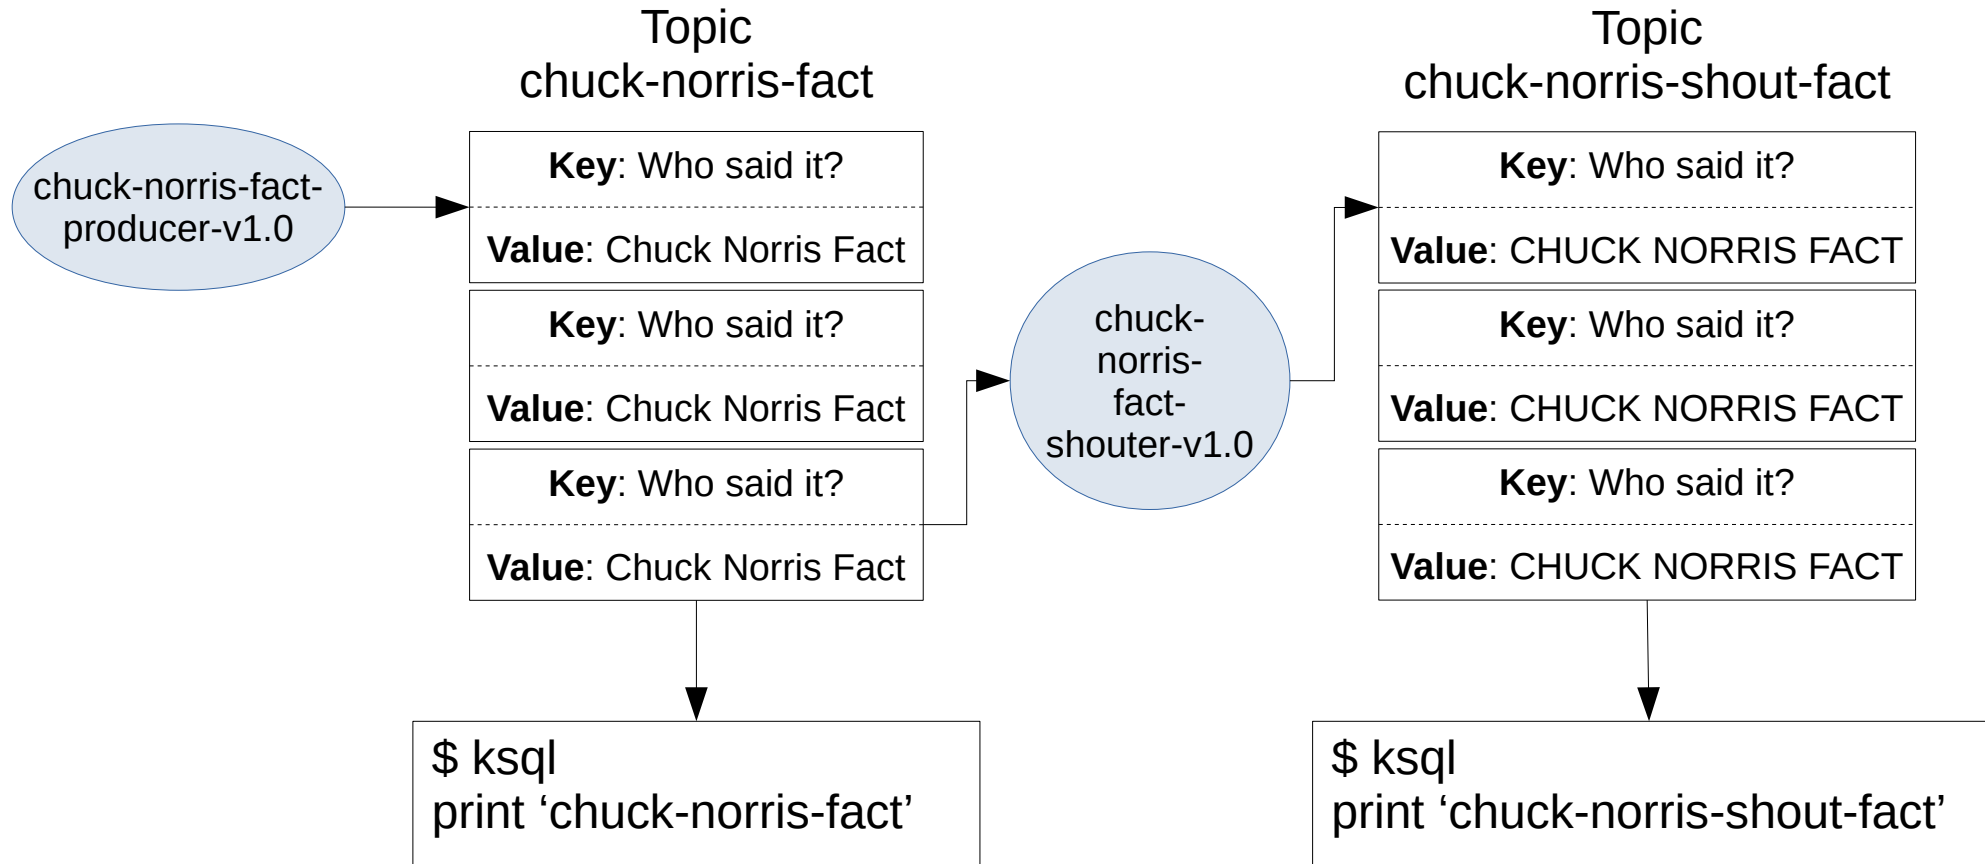 Topic
chuck-norris-fact
chuck-norris-fact-
producer-v1.0
Key: Who said it?
Value: Chuck Norris Fact
Key: Who said it?
Value: Chuck Norris Fact
Key: Who said it?
Value: Chuck Norris Fact
$ ksql
print ‘chuck-norris-fact’
chuck-
norris-
fact-
shouter-v1.0
Topic
chuck-norris-shout-fact
Key: Who said it?
Value: CHUCK NORRIS FACT
Key: Who said it?
Value: CHUCK NORRIS FACT
Key: Who said it?
Value: CHUCK NORRIS FACT
$ ksql
print ‘chuck-norris-shout-fact’